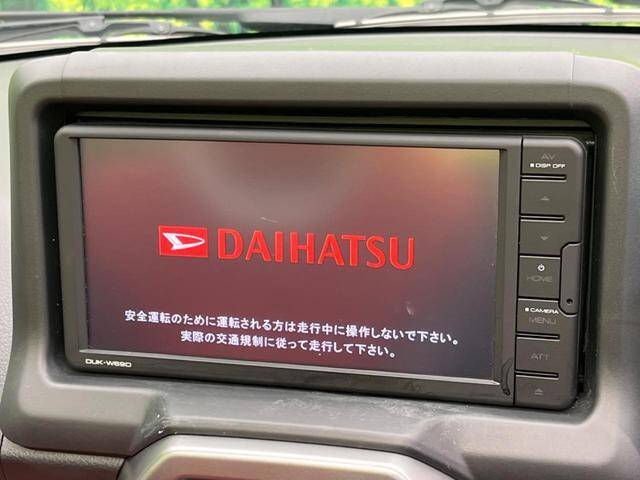 AV
DISP OFF
DAIHATSU
HOME
CAMERA
MENU
安全運転のために運転される方は走行中に操作しないで下さい。
実際の交通規制に従って走行して下さい。
ATT
DUK-W69D